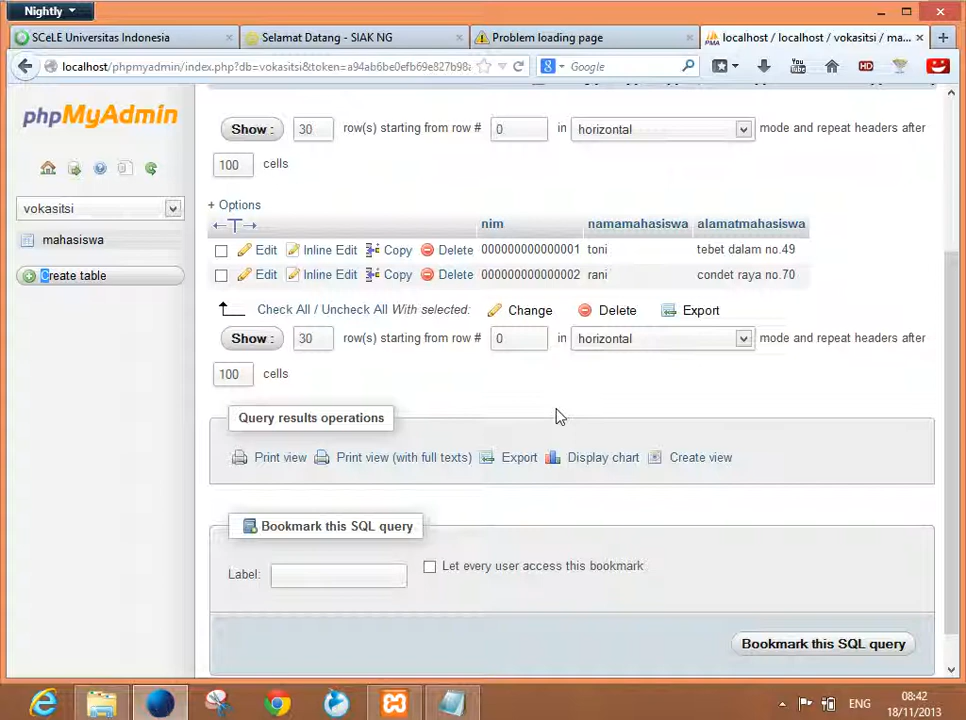 Nightly
SCeLE Universitas Indonesia
Selamat Datang - SIAK NG
Problem loading page
localhost / localhost / vokasitsi / ma...
localhost/phpmyadmin/index.php?db=vokasitsi&token=a94ab6be0efb69e827b98a
Google
You Tube
HD
phpMyAdmin
Show :
30
row(s) starting from row #
0
in
horizontal
mode and repeat headers after
100
cells
vokasitsi
mahasiswa
Create table
+ Options
←T→
nim
namamahasiswa
alamatmahasiswa
Edit Inline Edit Copy Delete 000000000000001 toni tebet dalam no.49
Edit Inline Edit Copy Delete 000000000000002 rani condet raya no.70
Check All / Uncheck All With selected: Change Delete Export
Show : 30 row(s) starting from row # 0 in horizontal mode and repeat headers after
100 cells
Query results operations
Print view Print view (with full texts) Export Display chart Create view
Bookmark this SQL query
Label:
Let every user access this bookmark
Bookmark this SQL query
ENG
08:42
18/11/2013